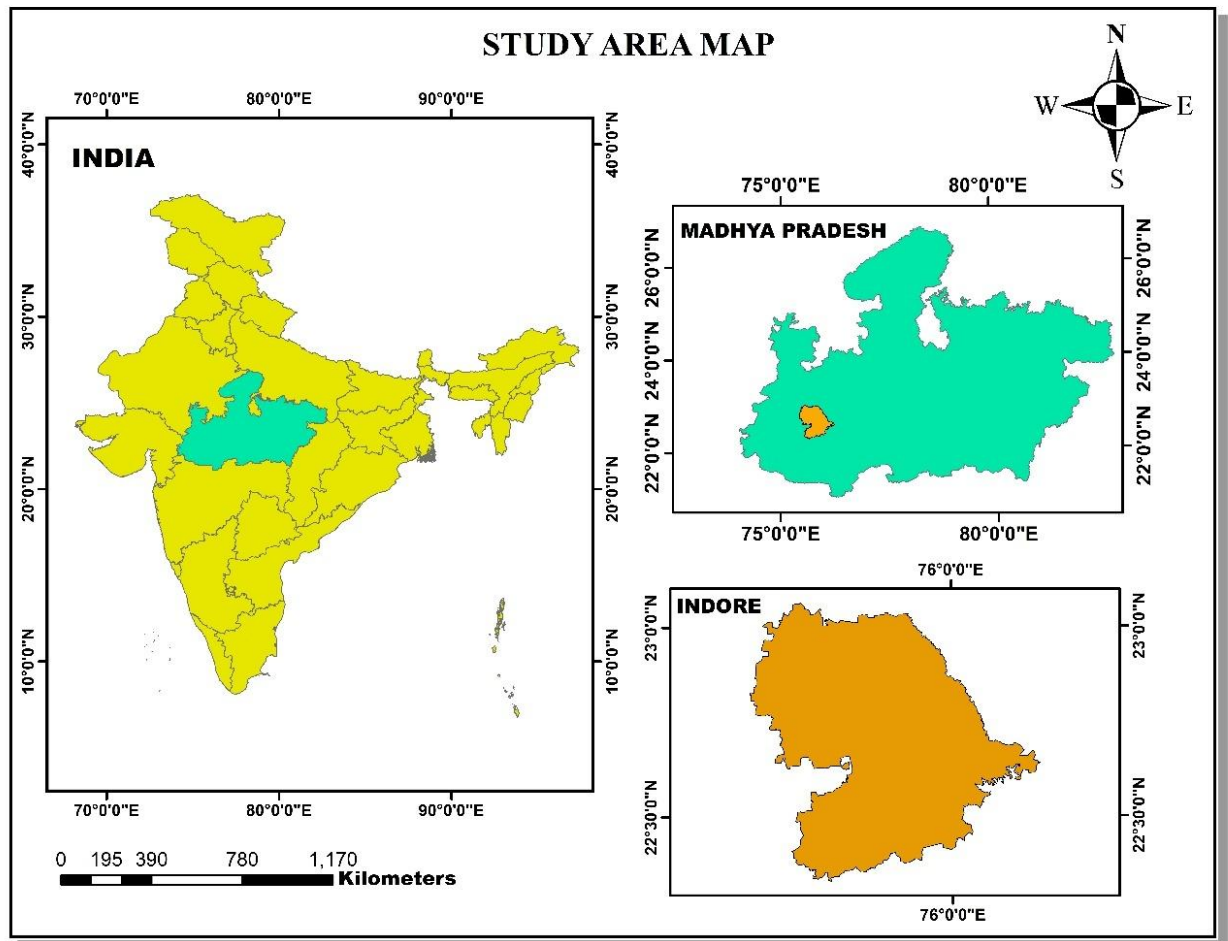 STUDY AREA MAP
N
W E
S
70°0'0"E 80°0'0"E 90°0'0"E
INDIA
40°0'0"N
30°0'0"N
20°0'0"N
10°0'0"N
40°0'0"N
30°0'0"N
20°0'0"N
10°0'0"N
70°0'0"E 80°0'0"E 90°0'0"E
0 195 390 780 1,170
Kilometers
75°0'0"E 80°0'0"E
MADHYA PRADESH
26°0'0"N
24°0'0"N
22°0'0"N
26°0'0"N
24°0'0"N
22°0'0"N
75°0'0"E 80°0'0"E
76°0'0"E
INDORE
23°0'0"N
22°30'0"N
23°0'0"N
22°30'0"N
76°0'0"E